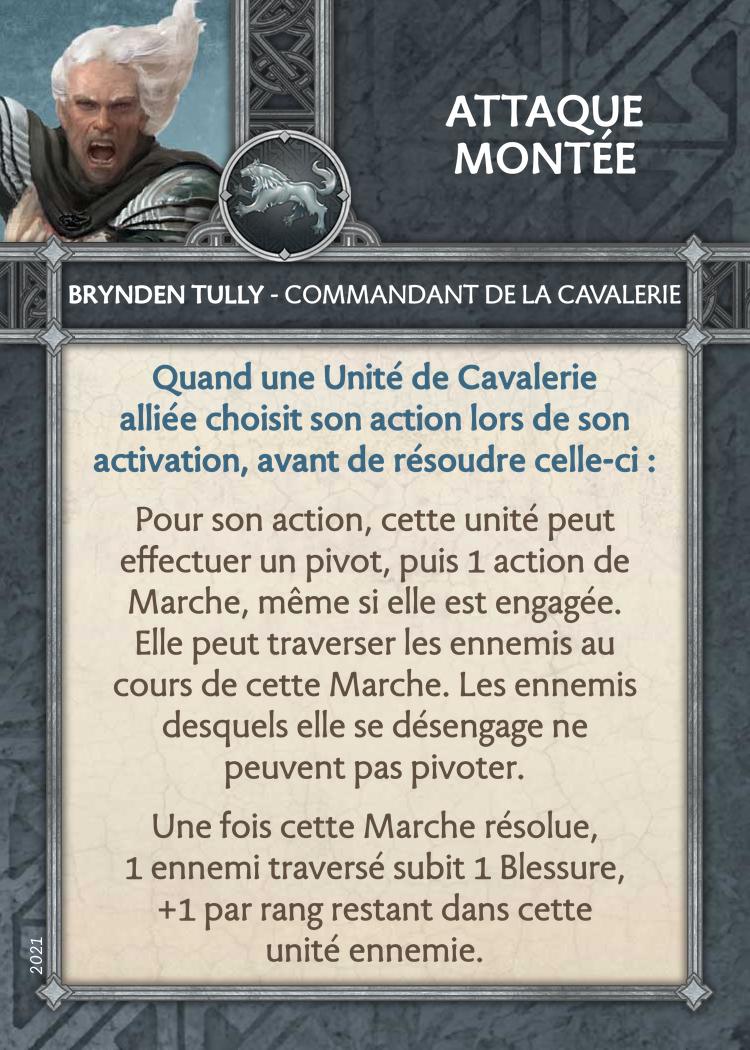 ATTAQUE
MONTÉE
BRYNDEN TULLY - COMMANDANT DE LA CAVALERIE
Quand une Unité de Cavalerie
alliée choisit son action lors de son
activation, avant de résoudre celle-ci :
Pour son action, cette unité peut
effectuer un pivot, puis 1 action de
Marche, même si elle est engagée.
Elle peut traverser les ennemis au
cours de cette Marche. Les ennemis
desquels elle se désengage ne
peuvent pas pivoter.
Une fois cette Marche résolue,
1 ennemi traversé subit 1 Blessure,
+1 par rang restant dans cette
unité ennemie.
2021